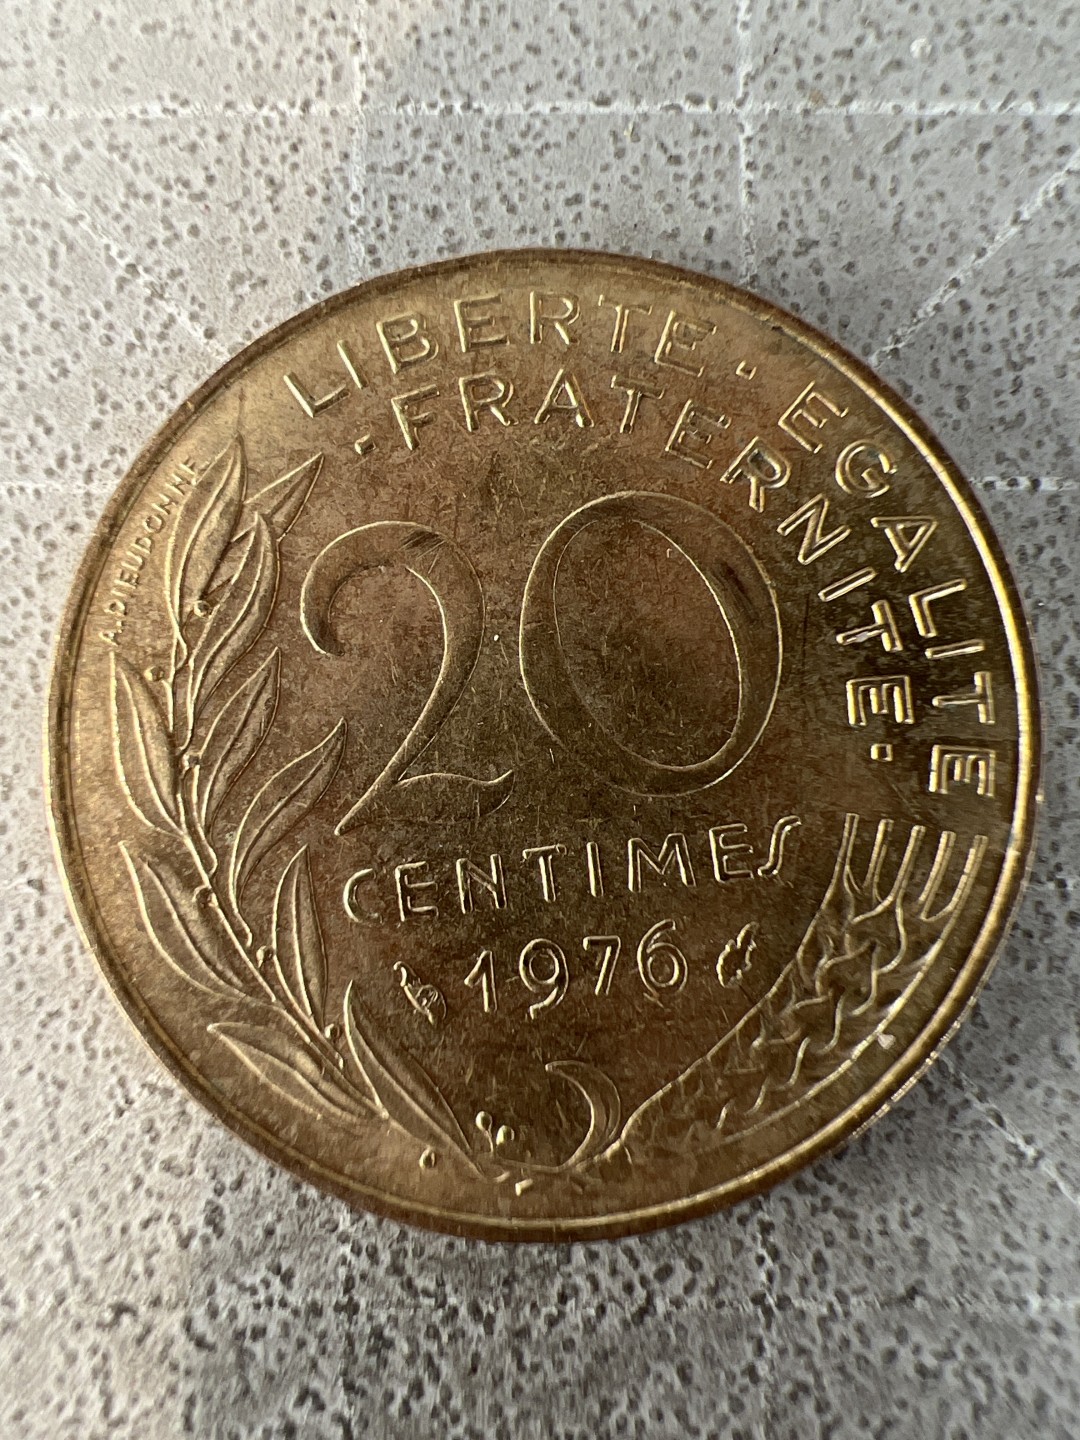 LIBERTE · EGALITE
· FRATERNITE ·
A.DIEUDONNE
20
CENTIMES
1976